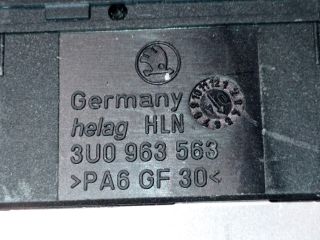 Germany
helag HLN
3U0 963 563
>PA6 GF 30<